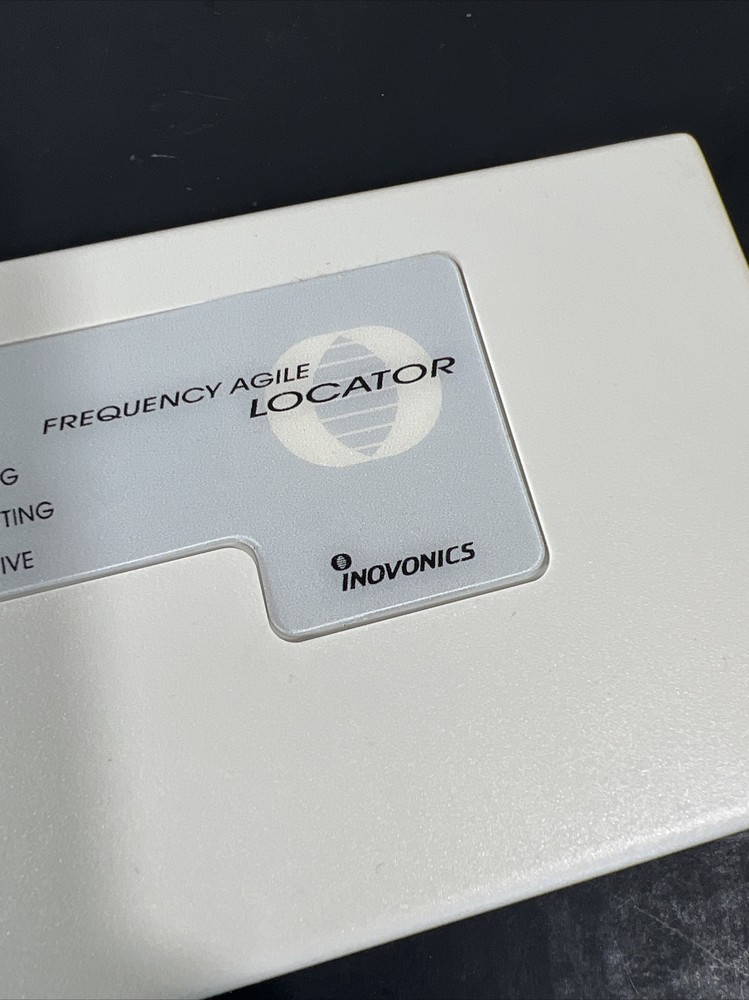 FREQUENCY AGILE
LOCATOR
G
TING
IVE
INOVONICS